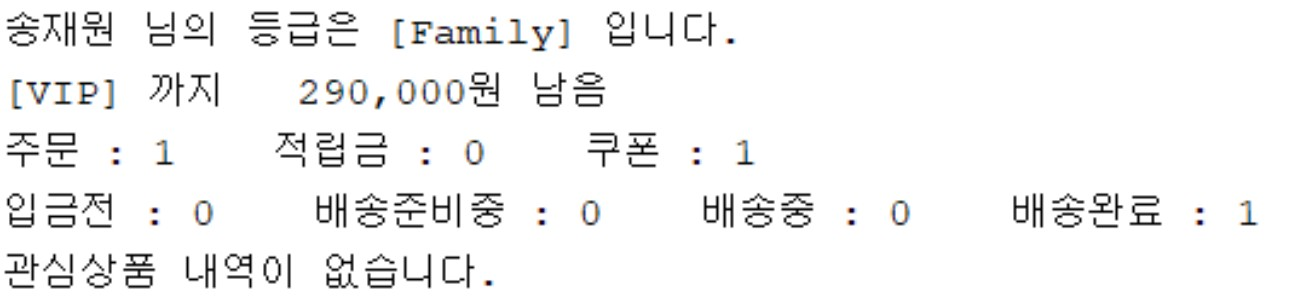 송재원 님의 등급은 [Family] 입니다.
[VIP] 까지   290,000원 남음
주문 : 1    적립금 : 0    쿠폰 : 1
입금전 : 0    배송준비중 : 0    배송중 : 0    배송완료 : 1
관심상품 내역이 없습니다.